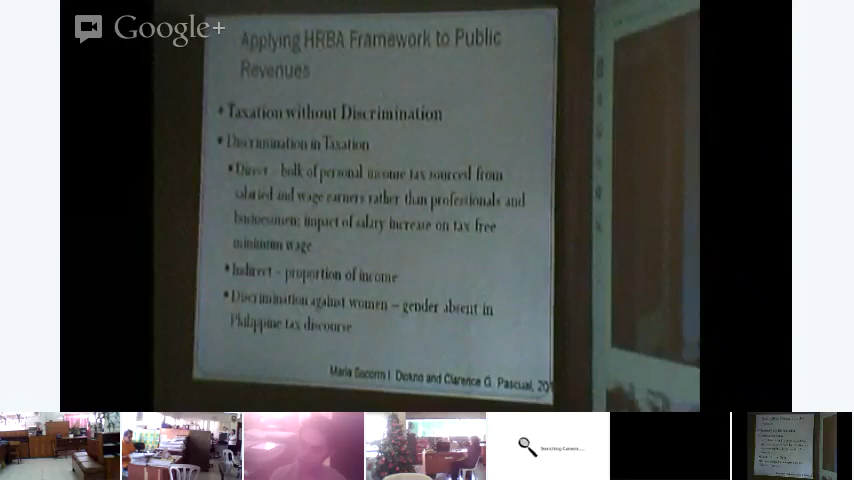 Google+
Applying HRBA Framework to Public
Revenues
• Taxation without Discrimination
• Discrimination in Taxation
• Direct – bulk of personal income tax sourced from
salaried and wage earners rather than professionals and
businessmen; impact of salary increase on tax free
minimum wage
• Indirect – proportion of income
• Discrimination against women – gender absent in
Philippine tax discourse
Maria Socorro I. Diokno and Clarence G. Pascual, 20
Searching Camera....